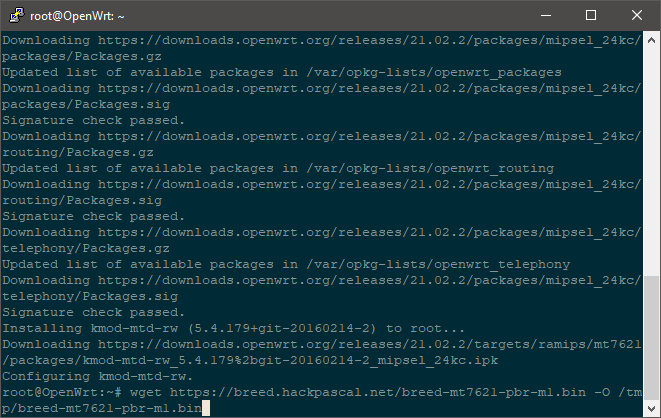 root@OpenWrt: ~
Downloading https://downloads.openwrt.org/releases/21.02.2/packages/mipsel_24kc/
packages/Packages.gz
Updated list of available packages in /var/opkg-lists/openwrt_packages
Downloading https://downloads.openwrt.org/releases/21.02.2/packages/mipsel_24kc/
packages/Packages.sig
Signature check passed.
Downloading https://downloads.openwrt.org/releases/21.02.2/packages/mipsel_24kc/
routing/Packages.gz
Updated list of available packages in /var/opkg-lists/openwrt_routing
Downloading https://downloads.openwrt.org/releases/21.02.2/packages/mipsel_24kc/
routing/Packages.sig
Signature check passed.
Downloading https://downloads.openwrt.org/releases/21.02.2/packages/mipsel_24kc/
telephony/Packages.gz
Updated list of available packages in /var/opkg-lists/openwrt_telephony
Downloading https://downloads.openwrt.org/releases/21.02.2/packages/mipsel_24kc/
telephony/Packages.sig
Signature check passed.
Installing kmod-mtd-rw (5.4.179+git-20160214-2) to root...
Downloading https://downloads.openwrt.org/releases/21.02.2/targets/ramips/mt7621
/packages/kmod-mtd-rw_5.4.179%2bgit-20160214-2_mipsel_24kc.ipk
Configuring kmod-mtd-rw.
root@OpenWrt:~# wget https://breed.hackpascal.net/breed-mt7621-pbr-m1.bin -O /tm
p/breed-mt7621-pbr-m1.bin